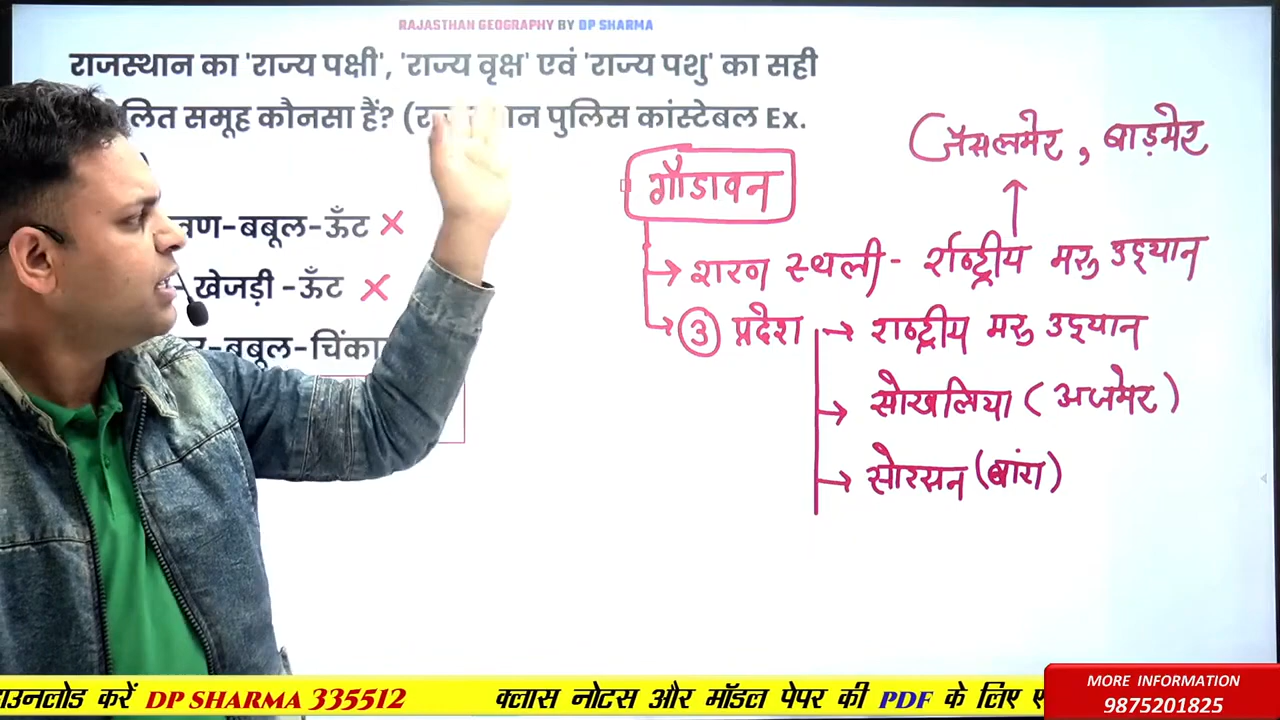 RAJASTHAN GEOGRAPHY BY DP SHARMA
राजस्थान का 'राज्य पक्षी', 'राज्य वृक्ष' एवं 'राज्य पशु' का सही
समूह कौनसा हैं? पुलिस कांस्टेबल Ex.
बबूल-ऊँट ×
- खेजड़ी -ऊँट ×
बबूल-
गौडावन
→ शरण स्थली - राष्ट्रीय मरु उद्यान
जैसलमेर, बाड़मेर
③ प्रदेश → राष्ट्रीय मरु उद्यान
→ सोखलिया (अजमेर)
→ सोरसन (बांरा)
करें DP SHARMA 335512 क्लास नोटस और मॉडल पेपर की PDF के लिए
MORE INFORMATION
9875201825